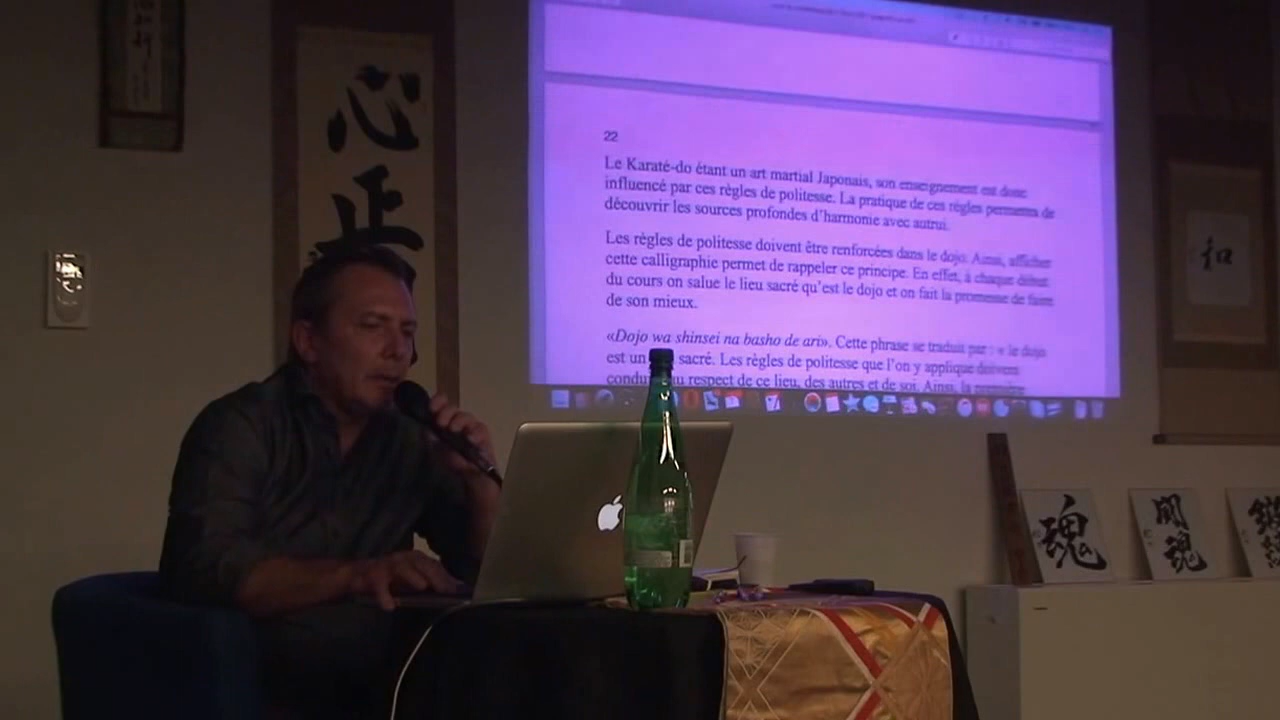 心
正
22
Le Karaté-do étant un art martial Japonais, son enseignement est donc
influencé par ces règles de politesse. La pratique de ces règles permettra de
découvrir les sources profondes d'harmonie avec autrui.
Les règles de politesse doivent être renforcées dans le dojo. Ainsi, afficher
cette calligraphie permet de rappeler ce principe. En effet, à chaque début
du cours on salue le lieu sacré qu'est le dojo et on fait la promesse de faire
de son mieux.
«Dojo wa shinsei na basho de ari». Cette phrase se traduit par : « le dojo
est un sacré. Les règles de politesse que l'on y applique doivent
au respect de ce lieu, des autres et de soi. Ainsi, la première
和
魂
闘魂